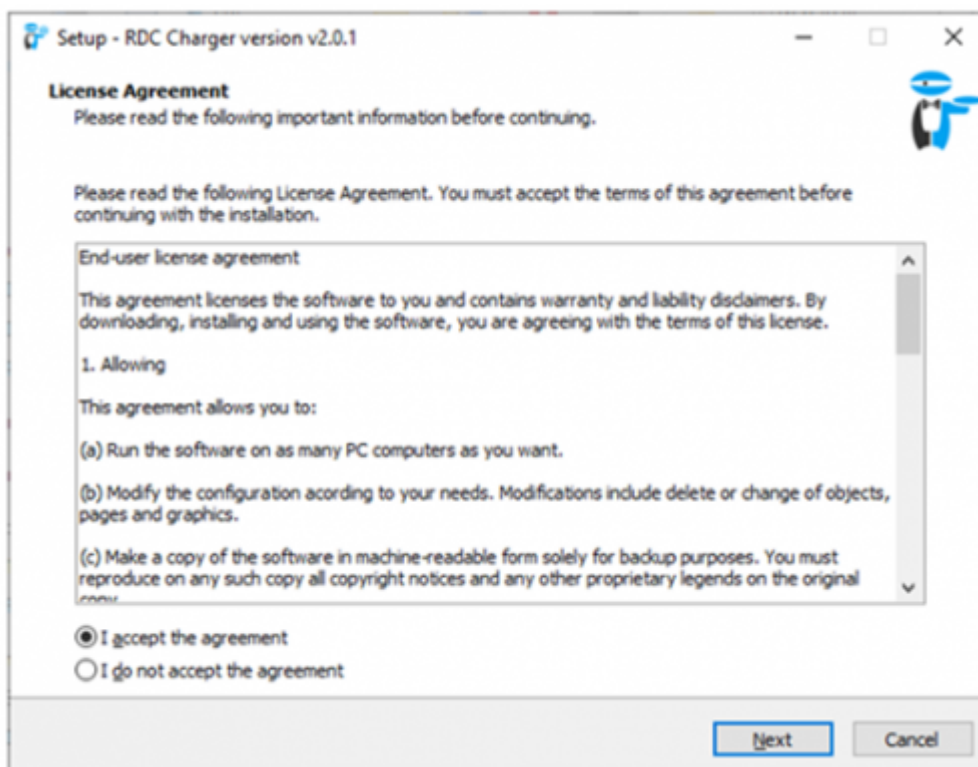 Setup - RDC Charger version v2.0.1
License Agreement
Please read the following important information before continuing.
Please read the following License Agreement. You must accept the terms of this agreement before
continuing with the installation.
End-user license agreement
This agreement licenses the software to you and contains warranty and liability disclaimers. By
downloading, installing and using the software, you are agreeing with the terms of this license.
1. Allowing
This agreement allows you to:
(a) Run the software on as many PC computers as you want.
(b) Modify the configuration acording to your needs. Modifications include delete or change of objects,
pages and graphics.
(c) Make a copy of the software in machine-readable form solely for backup purposes. You must
reproduce on any such copy all copyright notices and any other proprietary legends on the original
copy.
I accept the agreement
I do not accept the agreement
Next
Cancel